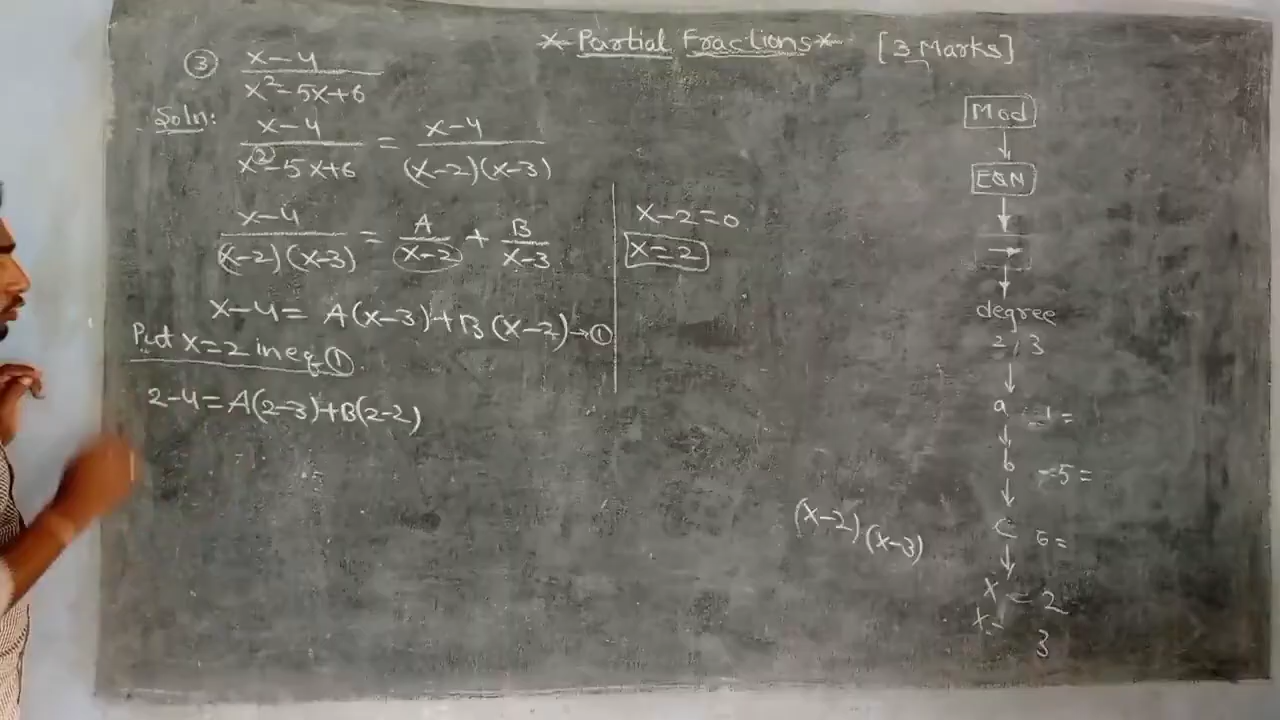 *Partial Fractions* [3 Marks]
③ x-4
x²-5x+6
Soln:
x-4 / x²-5x+6 = x-4 / (x-2)(x-3)
x-4 / (x-2)(x-3) = A / x-2 + B / x-3
x-4 = A(x-3)+B(x-2)→①
Put x=2 in eq ①
2-4=A(2-3)+B(2-2)
x-2=0
x=2
(x-2)(x-3)
Mod
↓
EQN
↓
→
↓
degree
2, 3
↓
a 1=
↓
b -5=
↓
c 6=
↓
x = 2
x = 3